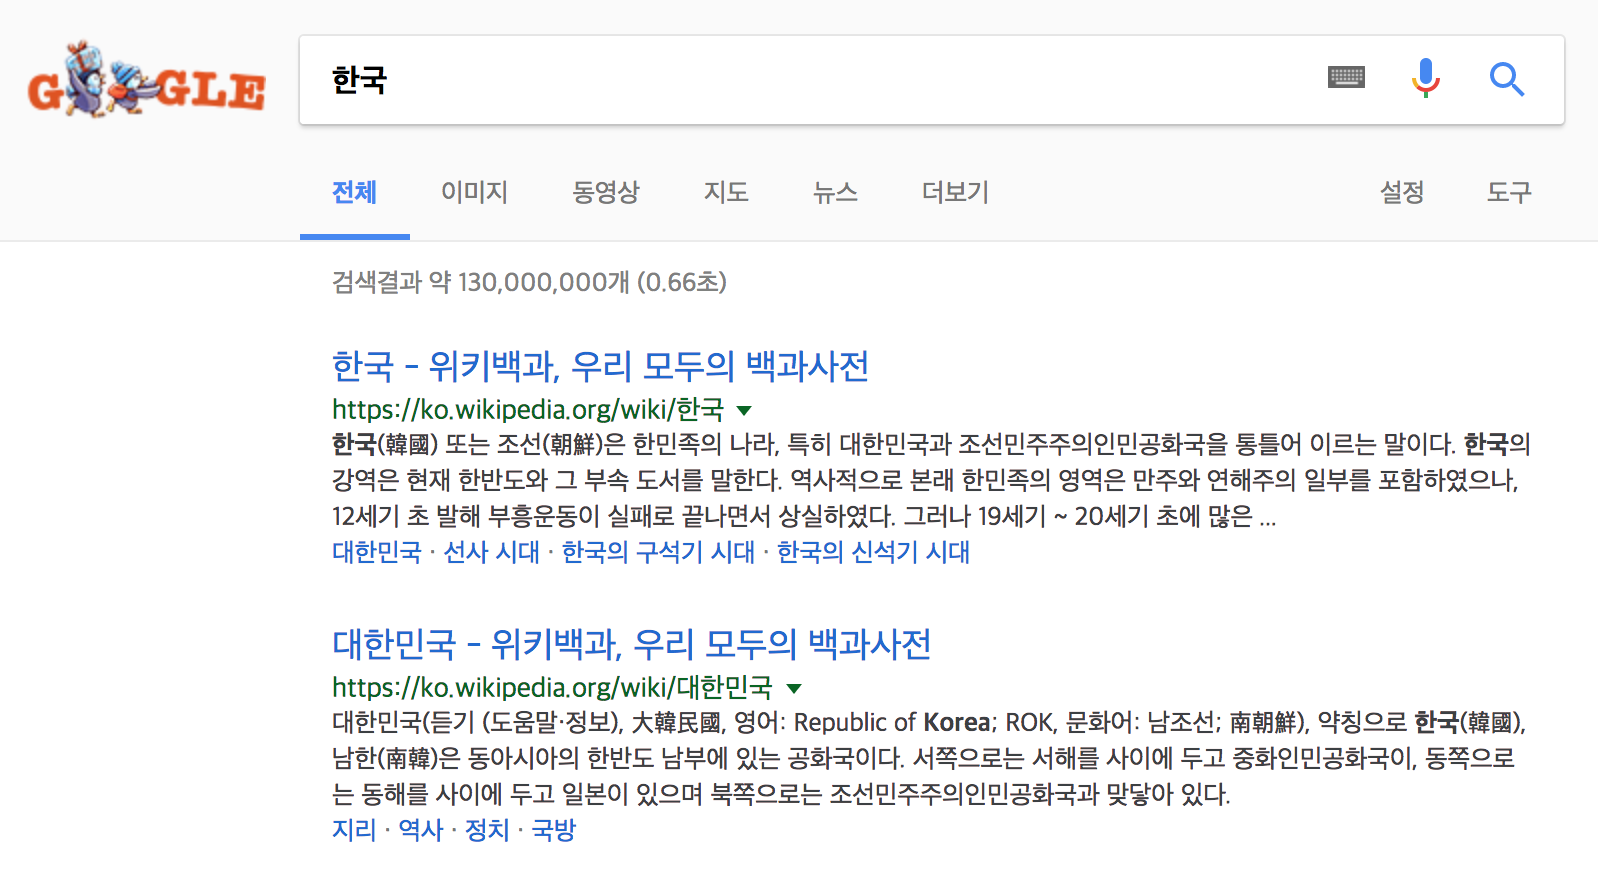 GOOGLE
한국
전체 이미지 동영상 지도 뉴스 더보기 설정 도구
검색결과 약 130,000,000개 (0.66초)
한국 - 위키백과, 우리 모두의 백과사전
https://ko.wikipedia.org/wiki/한국
한국(韓國) 또는 조선(朝鮮)은 한민족의 나라, 특히 대한민국과 조선민주주의인민공화국을 통틀어 이르는 말이다. 한국의
강역은 현재 한반도와 그 부속 도서를 말한다. 역사적으로 본래 한민족의 영역은 만주와 연해주의 일부를 포함하였으나,
12세기 초 발해 부흥운동이 실패로 끝나면서 상실하였다. 그러나 19세기 ~ 20세기 초에 많은 ...
대한민국 · 선사 시대 · 한국의 구석기 시대 · 한국의 신석기 시대
대한민국 - 위키백과, 우리 모두의 백과사전
https://ko.wikipedia.org/wiki/대한민국
대한민국(듣기 (도움말·정보), 大韓民國, 영어: Republic of Korea; ROK, 문화어: 남조선; 南朝鮮), 약칭으로 한국(韓國),
남한(南韓)은 동아시아의 한반도 남부에 있는 공화국이다. 서쪽으로는 서해를 사이에 두고 중화인민공화국이, 동쪽으로
는 동해를 사이에 두고 일본이 있으며 북쪽으로는 조선민주주의인민공화국과 맞닿아 있다.
지리 · 역사 · 정치 · 국방